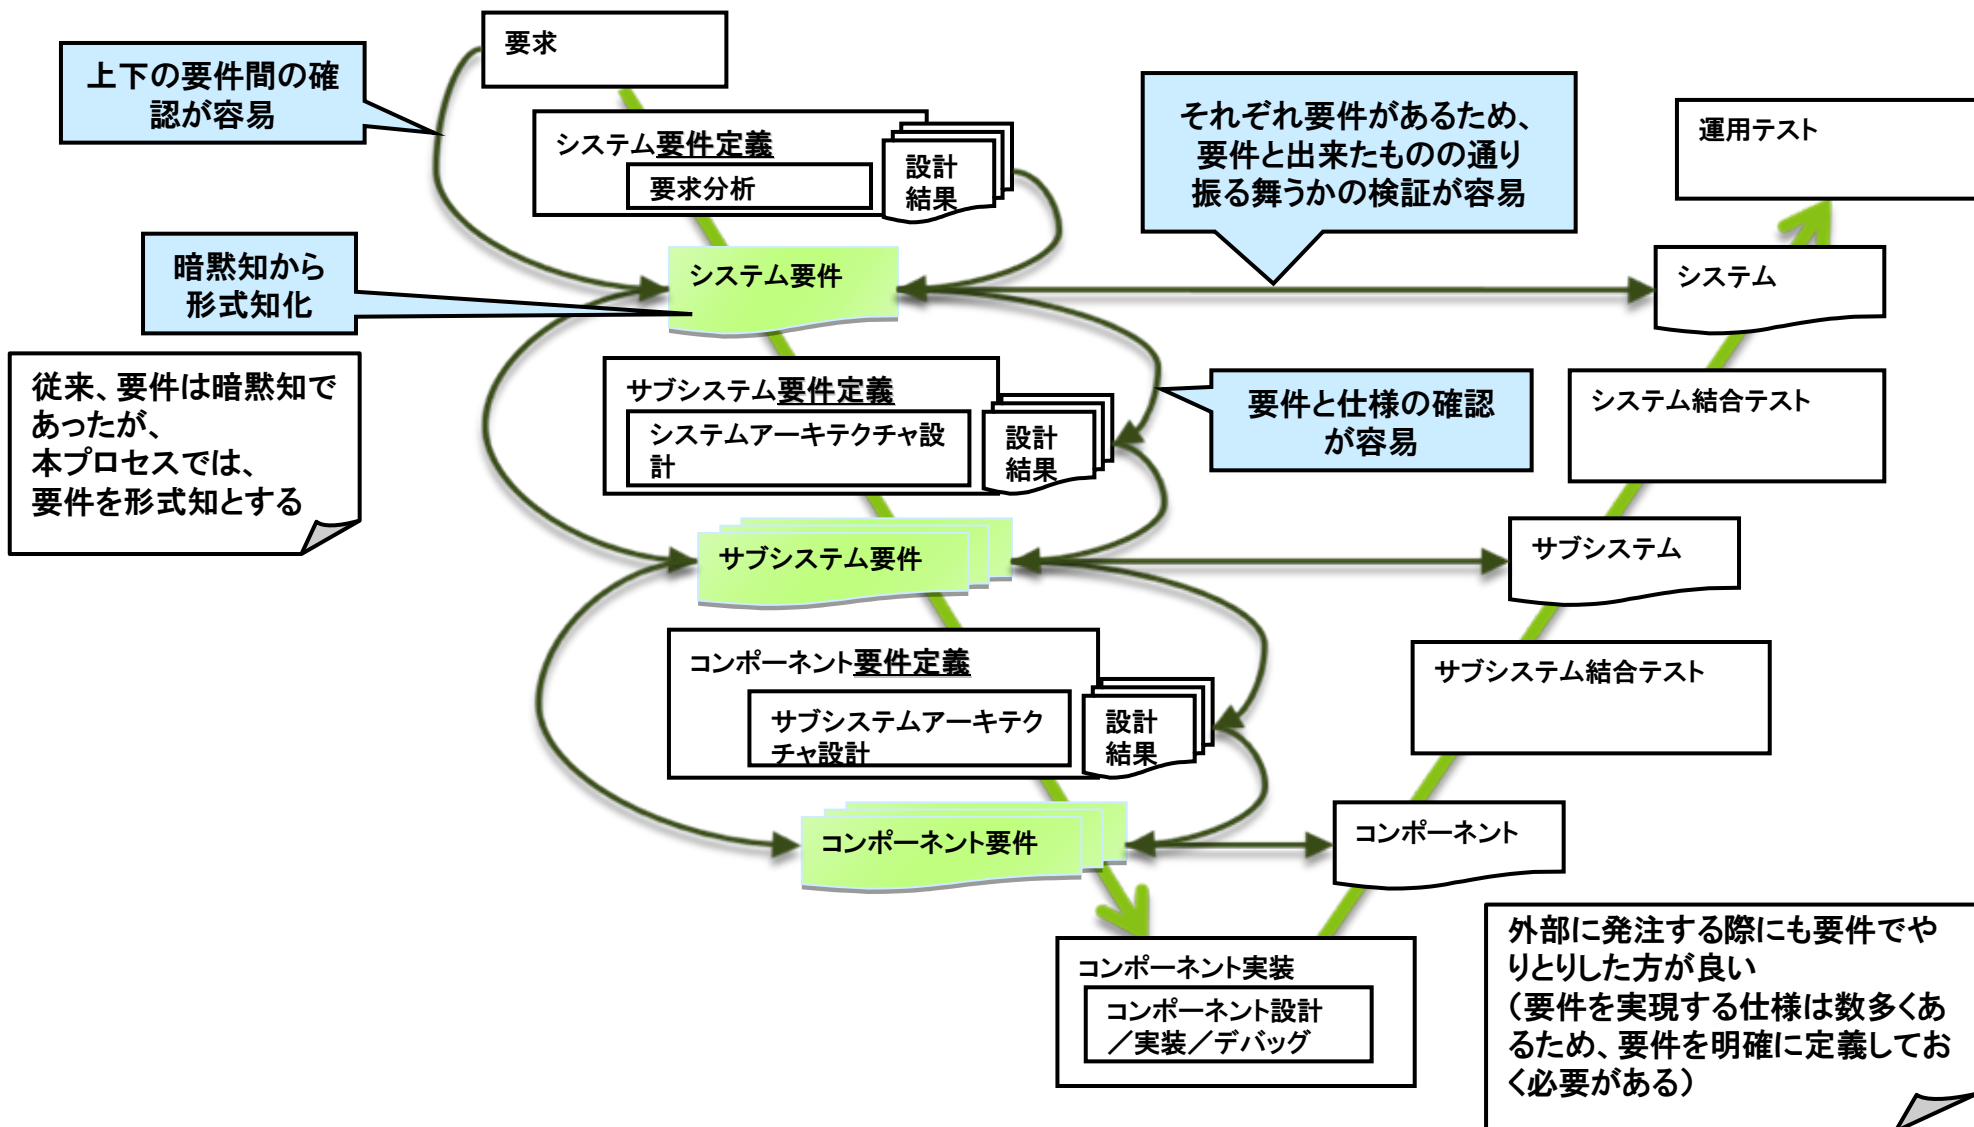 要求
上下の要件間の確
認が容易
システム要件定義
要求分析
設計
結果
それぞれ要件があるため、
要件と出来たものの通り
振る舞うかの検証が容易
運用テスト
暗黙知から
形式知化
システム要件
システム
従来、要件は暗黙知で
あったが、
本プロセスでは、
要件を形式知とする
サブシステム要件定義
システムアーキテクチャ設
計
設計
結果
要件と仕様の確認
が容易
システム結合テスト
サブシステム要件
サブシステム
コンポーネント要件定義
サブシステムアーキテク
チャ設計
設計
結果
サブシステム結合テスト
コンポーネント要件
コンポーネント
コンポーネント実装
コンポーネント設計
／実装／デバッグ
外部に発注する際にも要件でや
りとりした方が良い
（要件を実現する仕様は数多くあ
るため、要件を明確に定義してお
く必要がある）